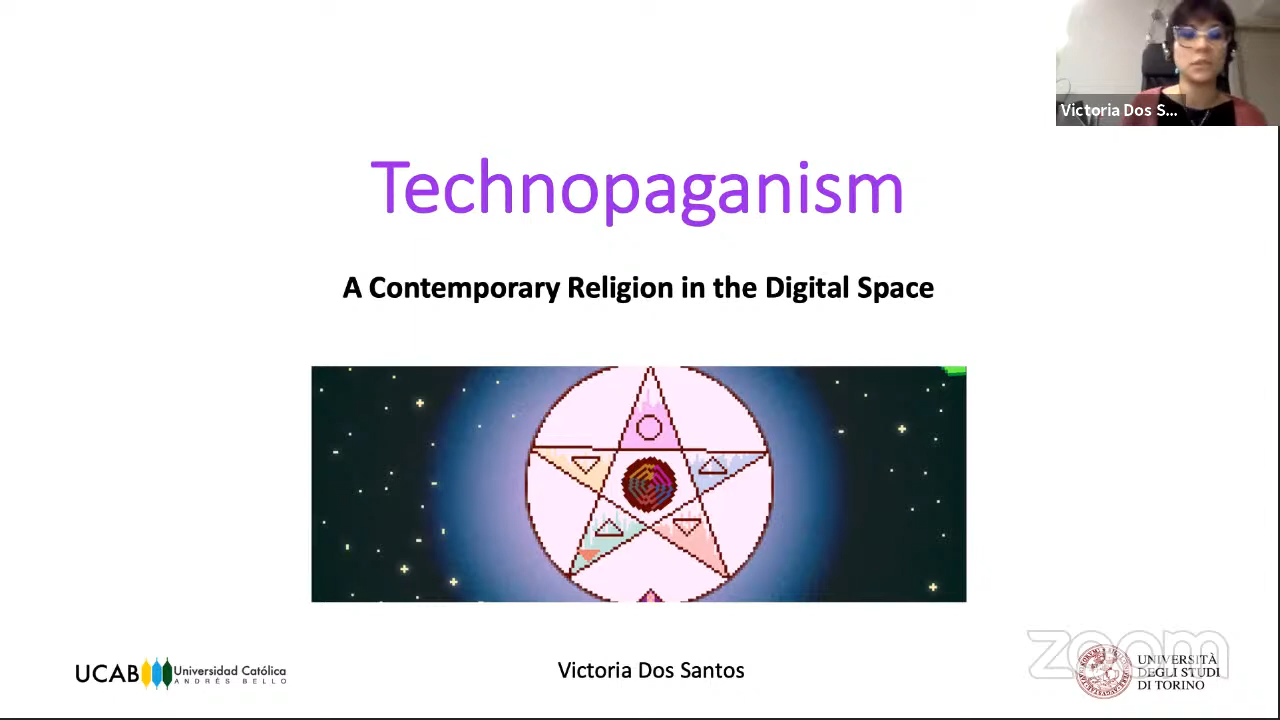 Victoria Dos S...
Technopaganism
A Contemporary Religion in the Digital Space
UCAB Universidad Católica
ANDRÉS BELLO
Victoria Dos Santos
zoom
UNIVERSITÀ
DEGLI STUDI
DI TORINO